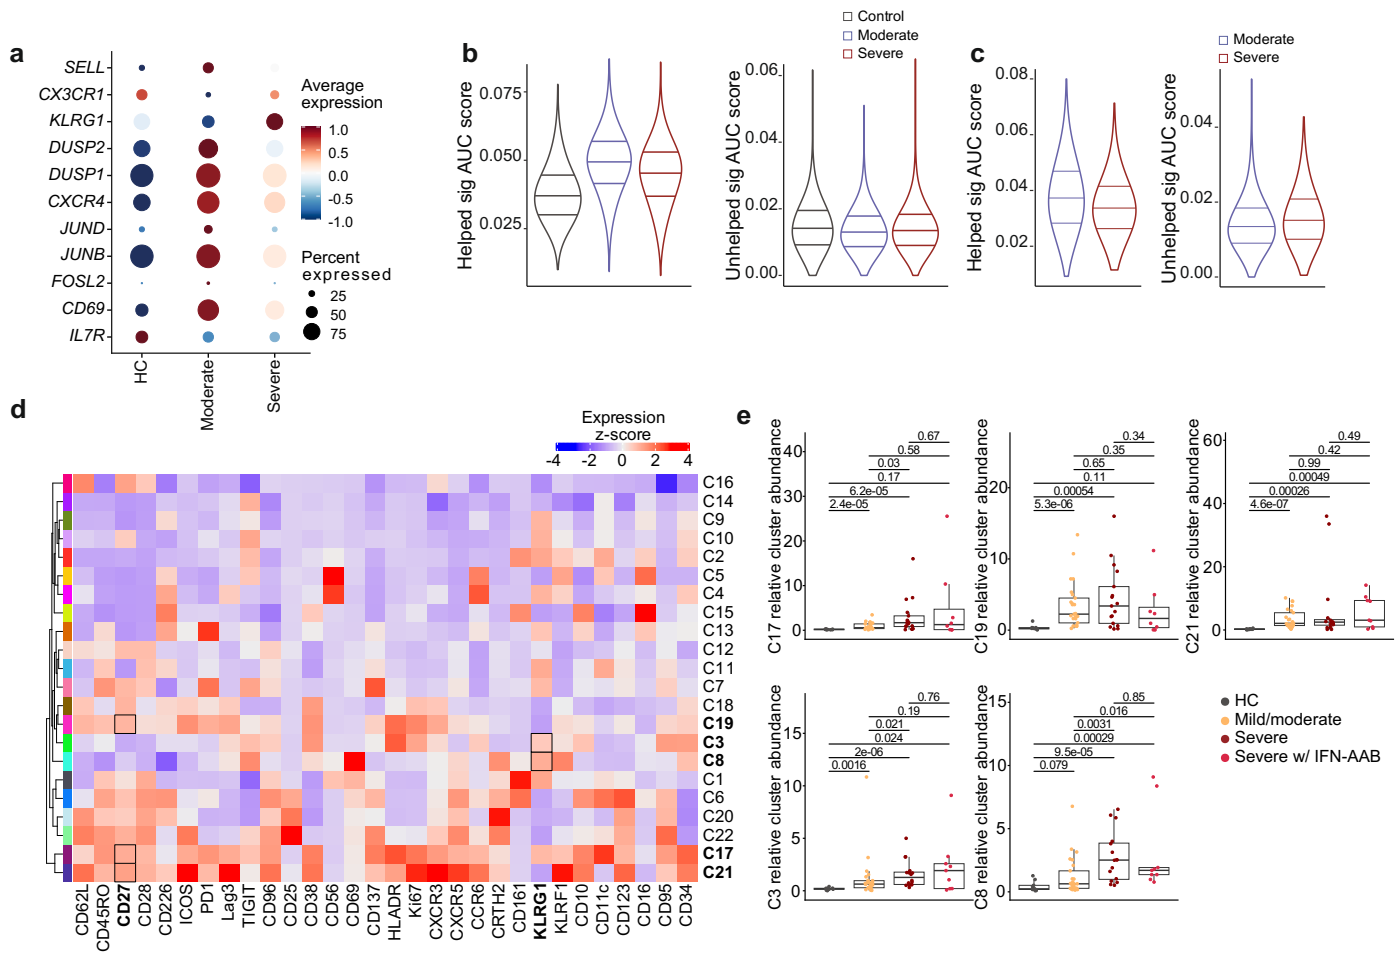 a
SELL
CX3CR1
KLRG1
DUSP2
DUSP1
CXCR4
JUND
JUNB
FOSL2
CD69
IL7R
HC
Moderate
Severe
Average
expression
1.0
0.5
0.0
-0.5
-1.0
Percent
expressed
25
50
75
b
Control
Moderate
Severe
Helped sig AUC score
0.075
0.050
0.025
Unhelped sig AUC score
0.06
0.04
0.02
0.00
c
Moderate
Severe
Helped sig AUC score
0.08
0.06
0.04
0.02
Unhelped sig AUC score
0.04
0.02
0.00
d
Expression
z-score
-4 -2 0 2 4
C16
C14
C9
C10
C2
C5
C4
C15
C13
C12
C11
C7
C18
C19
C3
C8
C1
C6
C20
C22
C17
C21
CD62L
CD45RO
CD27
CD28
CD226
ICOS
PD1
Lag3
TIGIT
CD96
CD25
CD38
CD56
CD69
CD137
HLADR
Ki67
CXCR3
CXCR5
CCR6
CRTH2
CD161
KLRG1
KLRF1
CD10
CD11c
CD123
CD16
CD95
CD34
e
C17 relative cluster abundance
40
30
20
10
0
0.67
0.58
0.03
0.17
6.2e-05
2.4e-05
C19 relative cluster abundance
20
10
0
0.34
0.35
0.65
0.11
0.00054
5.3e-06
C21 relative cluster abundance
60
40
20
0
0.49
0.42
0.99
0.00049
0.00026
4.6e-07
C3 relative cluster abundance
15
10
5
0
0.76
0.19
0.021
0.024
2e-06
0.0016
C8 relative cluster abundance
15
10
5
0
0.85
0.016
0.0031
0.00029
9.5e-05
0.079
HC
Mild/moderate
Severe
Severe w/ IFN-AAB